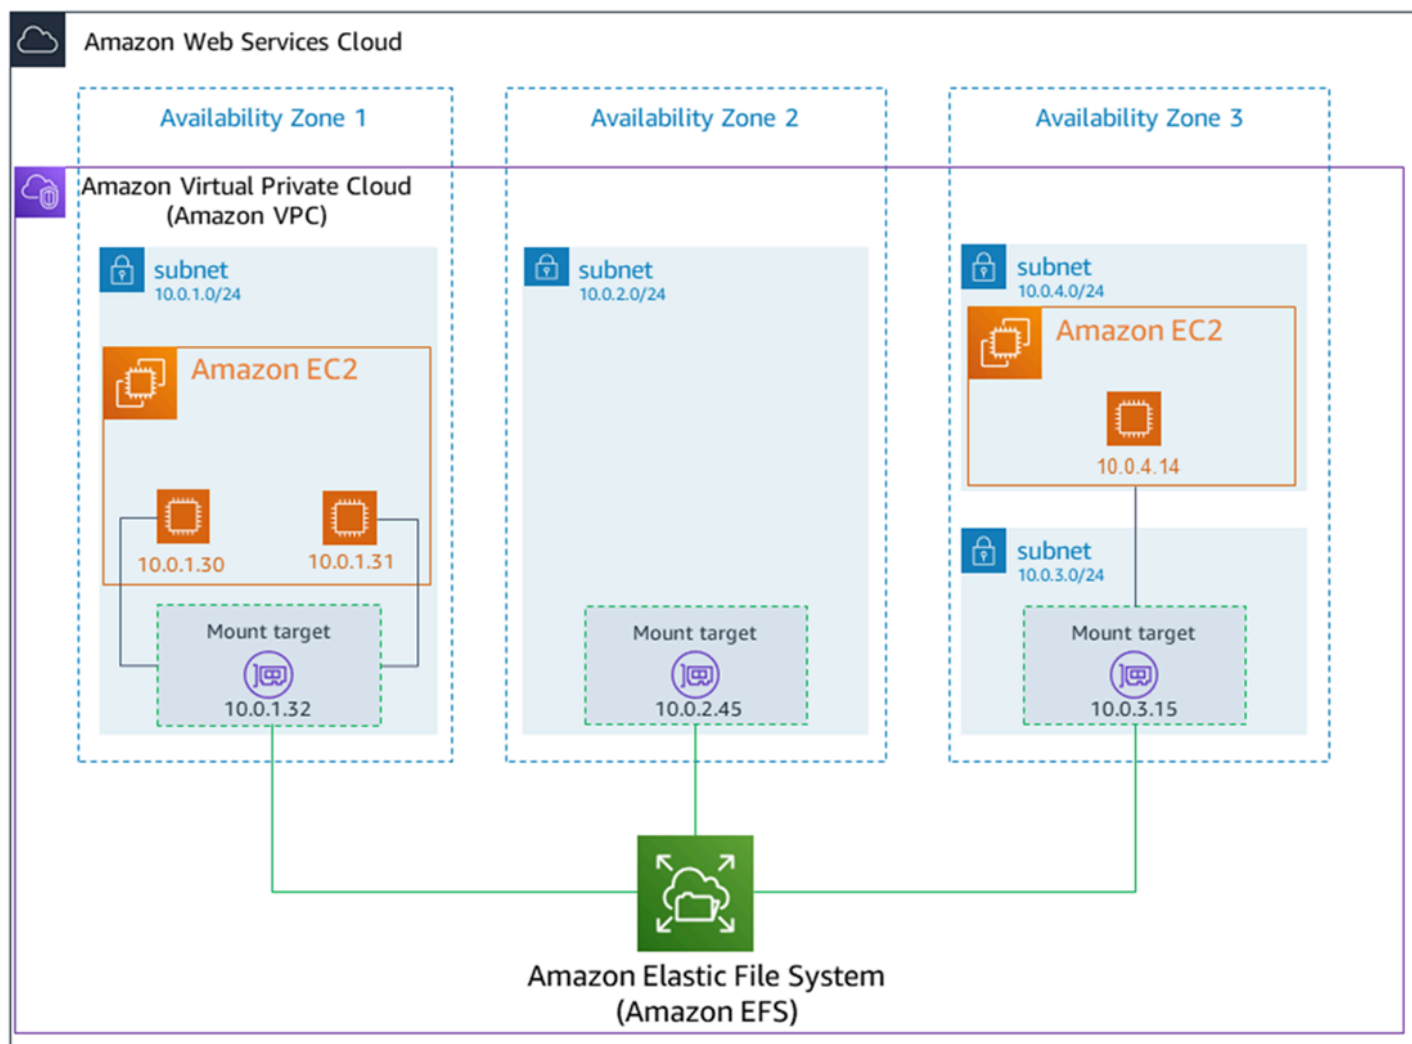 Amazon Web Services Cloud
Availability Zone 1
Availability Zone 2
Availability Zone 3
Amazon Virtual Private Cloud
(Amazon VPC)
subnet
10.0.1.0/24
Amazon EC2
10.0.1.30
10.0.1.31
Mount target
10.0.1.32
subnet
10.0.2.0/24
Mount target
10.0.2.45
subnet
10.0.4.0/24
Amazon EC2
10.0.4.14
subnet
10.0.3.0/24
Mount target
10.0.3.15
Amazon Elastic File System
(Amazon EFS)